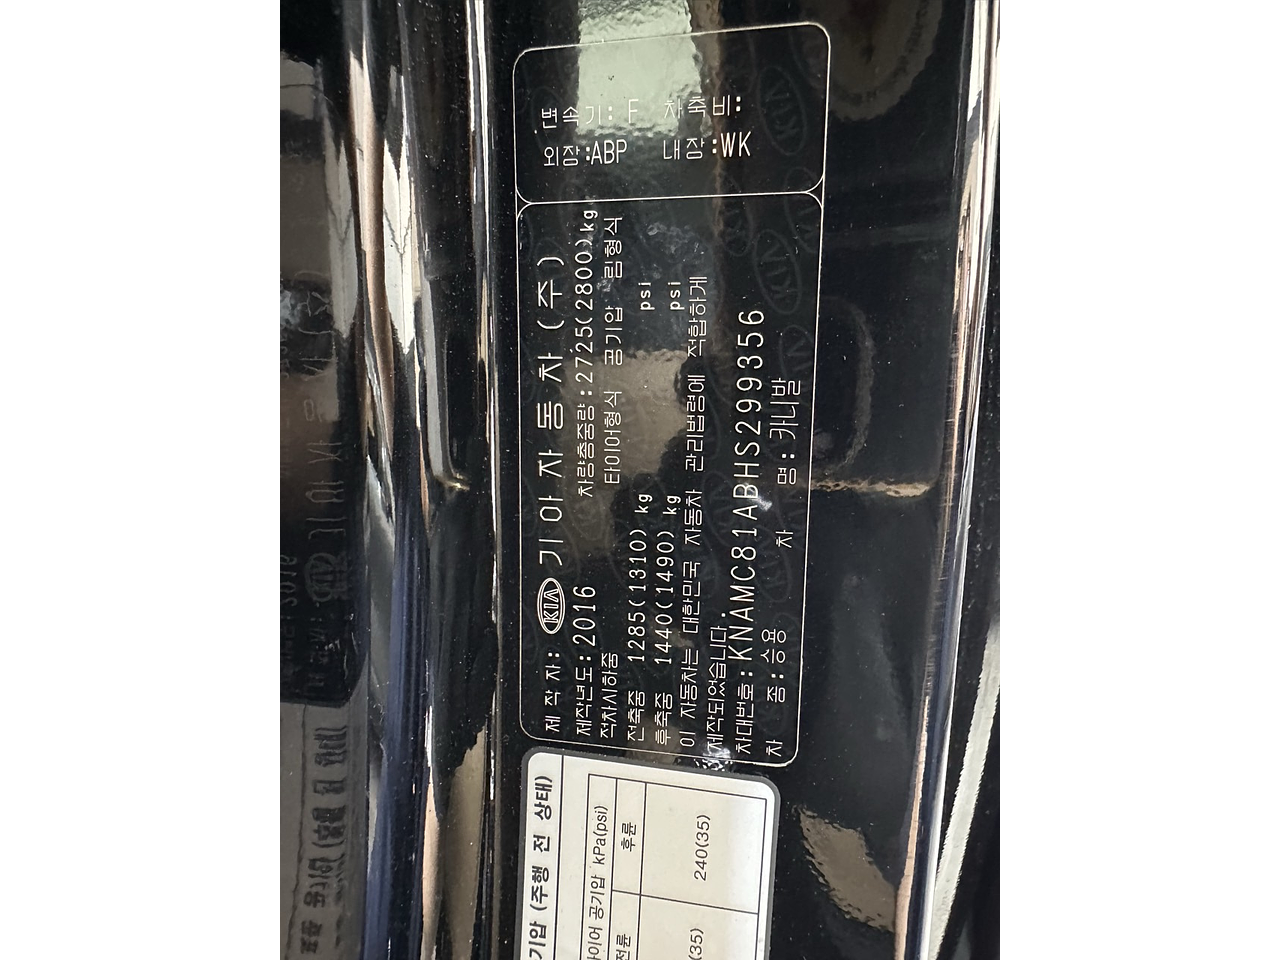 제 작 자: KIA 기 아 자 동 차 (주)
제작년도:2016 차량총중량:2725(2800)kg
적차시하중 타이어형식 공기압 림형식
전축중 1285(1310) kg psi
후축중 1440(1490) kg psi
이 자동차는 대한민국 자동차 관리법령에 적합하게
제작되었습니다.
차대번호:KNAMC81ABHS299356
차 종:승용 차 명:카니발
변속기: F 차축비:
외장:ABP 내장:WK
기압 (주행 전 상태)
타이어 공기압 kPa(psi)
전륜 후륜
(35) 240(35)